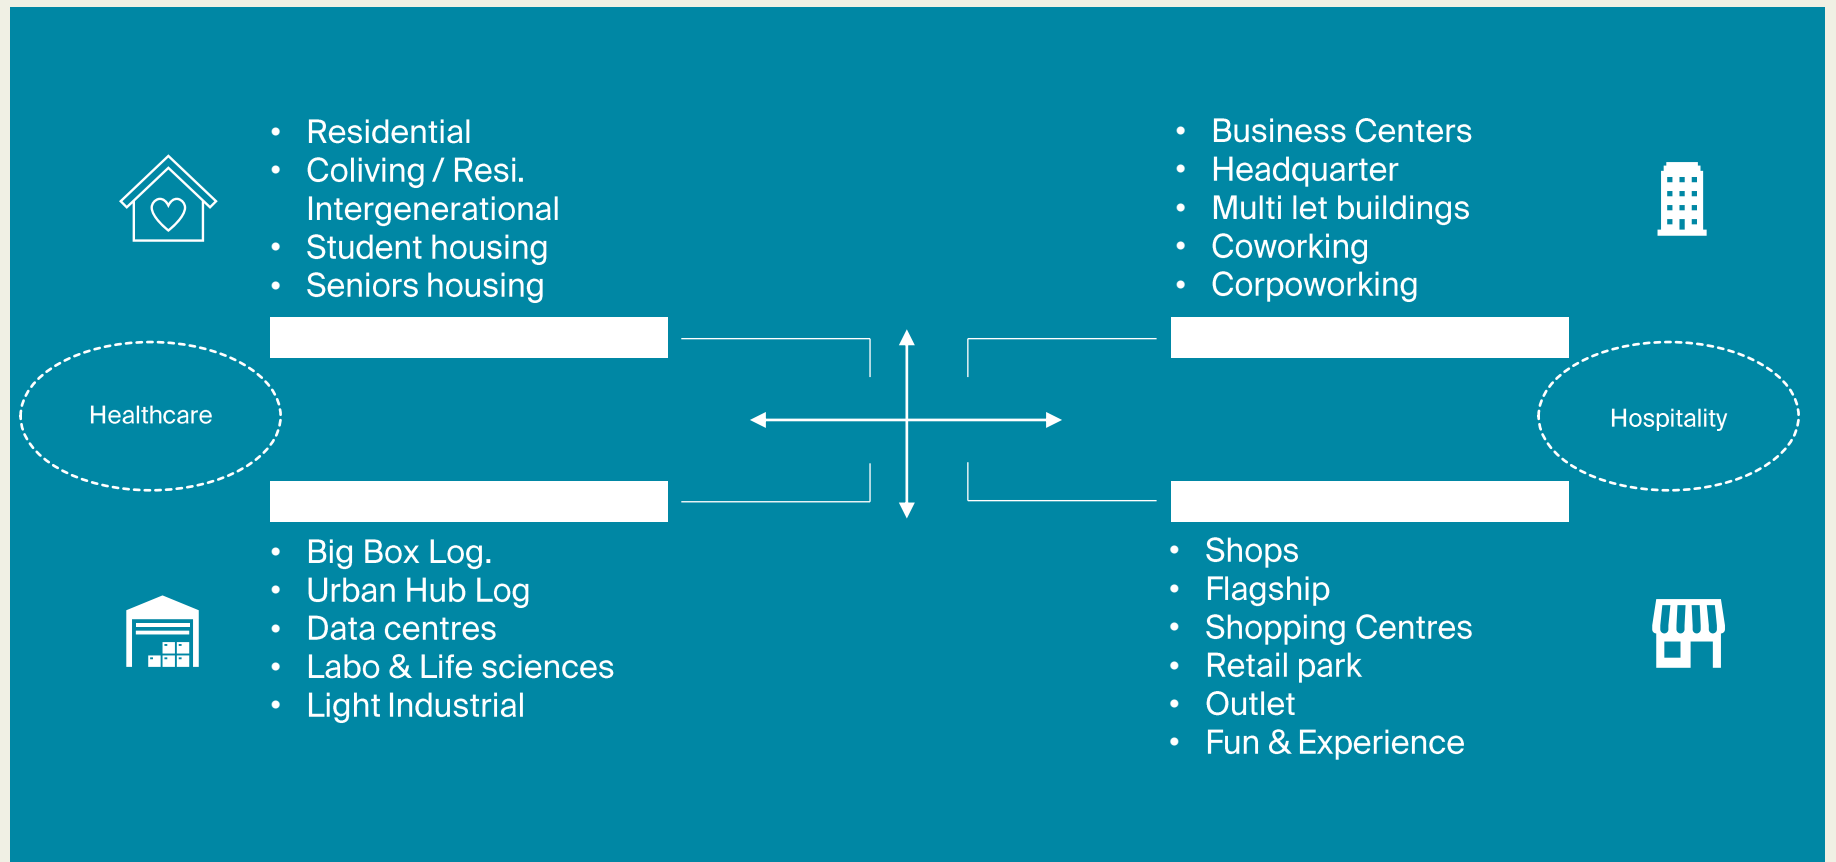 • Residential
• Coliving / Resi.
Intergenerational
• Student housing
• Seniors housing
• Business Centers
• Headquarter
• Multi let buildings
• Coworking
• Corpoworking
Healthcare
Hospitality
• Big Box Log.
• Urban Hub Log
• Data centres
• Labo & Life sciences
• Light Industrial
• Shops
• Flagship
• Shopping Centres
• Retail park
• Outlet
• Fun & Experience